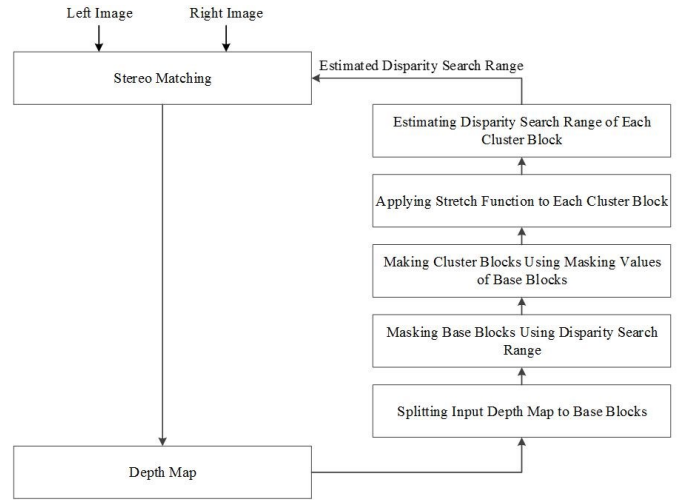 Left Image
Right Image
Stereo Matching
Estimated Disparity Search Range
Estimating Disparity Search Range of Each
Cluster Block
Applying Stretch Function to Each Cluster Block
Making Cluster Blocks Using Masking Values
of Base Blocks
Masking Base Blocks Using Disparity Search
Range
Splitting Input Depth Map to Base Blocks
Depth Map